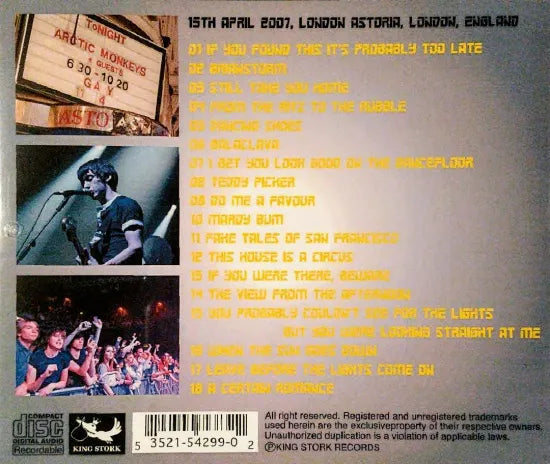 15TH APRIL 2007, LONDON ASTORIA, LONDON, ENGLAND
TONIGHT
ARCTIC MONKEYS
+ GUESTS
6.30-10.20
GAY
ASTO
01 IF YOU FOUND THIS IT'S PROBABLY TOO LATE
02 BRIANSTORM
03 STILL TAKE YOU HOME
04 FROM THE RITZ TO THE RUBBLE
05 DANCING SHOES
06 BALACLAVA
07 I BET YOU LOOK GOOD ON THE DANCEFLOOR
08 TEDDY PICKER
09 DO ME A FAVOUR
10 MARDY BUM
11 FAKE TALES OF SAN FRANCISCO
12 THIS HOUSE IS A CIRCUS
13 IF YOU WERE THERE, BEWARE
14 THE VIEW FROM THE AFTERNOON
15 YOU PROBABLY COULDN'T SEE FOR THE LIGHTS
BUT YOU WERE LOOKING STRAIGHT AT ME
16 WHEN THE SUN GOES DOWN
17 LEAVE BEFORE THE LIGHTS COME ON
18 A CERTAIN ROMANCE
COMPACT
disc
DIGITAL AUDIO
Recordable
KING STORK
5 3521-54299-0 2
All right reserved. Registered and unregistered trademarks
used herein are the exclusiveproperty of their respective owners.
Unauthorized duplication is a violation of applicable laws.
Ⓟ KING STORK RECORDS